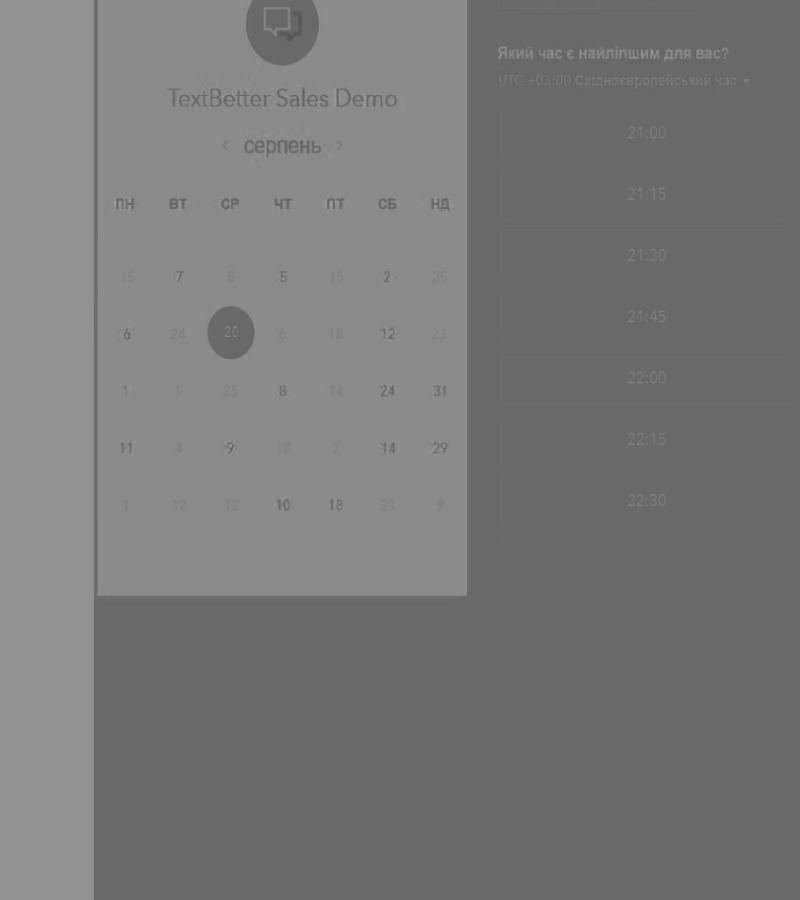 TextBetter Sales Demo
‹ серпень ›
ПН ВТ СР ЧТ ПТ СБ НД
15 7 5 5 15 2 25
6 24 20 6 18 12 23
1 1 25 8 14 24 31
11 4 9 18 7 14 29
1 12 12 10 18 21 9
Який час є найліпшим для вас?
UTC +03:00 Східноєвропейський час
21:00
21:15
21:30
21:45
22:00
22:15
22:30